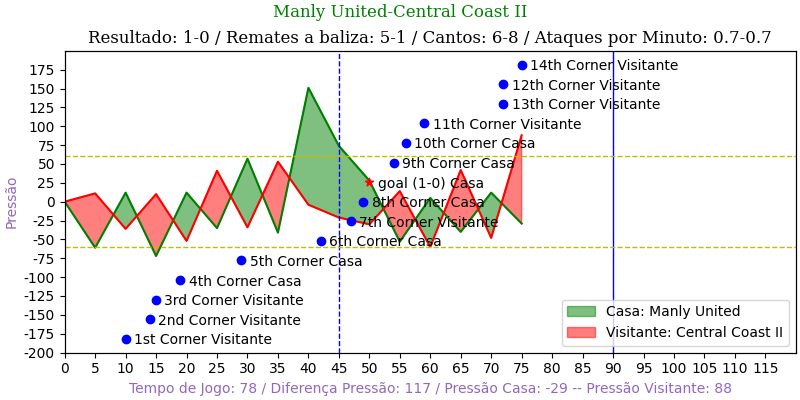 Manly United-Central Coast II
Resultado: 1-0 / Remates a baliza: 5-1 / Cantos: 6-8 / Ataques por Minuto: 0.7-0.7
175
150
125
100
75
50
25
0
-25
-50
-75
-100
-125
-150
-175
-200
Pressão
14th Corner Visitante
12th Corner Visitante
13th Corner Visitante
11th Corner Visitante
10th Corner Casa
9th Corner Casa
goal (1-0) Casa
8th Corner Casa
7th Corner Visitante
6th Corner Casa
5th Corner Casa
4th Corner Casa
3rd Corner Visitante
2nd Corner Visitante
1st Corner Visitante
Casa: Manly United
Visitante: Central Coast II
0 5 10 15 20 25 30 35 40 45 50 55 60 65 70 75 80 85 90 95 100 105 110 115
Tempo de Jogo: 78 / Diferença Pressão: 117 / Pressão Casa: -29 -- Pressão Visitante: 88